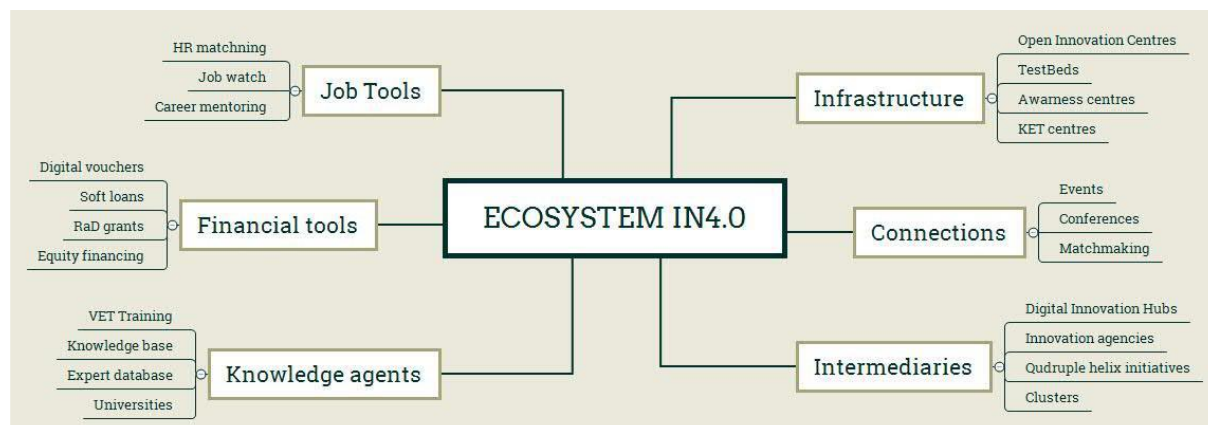 HR matchning
Job watch
Career mentoring
Job Tools
Digital vouchers
Soft loans
RaD grants
Equity financing
Financial tools
VET Training
Knowledge base
Expert database
Universities
Knowledge agents
ECOSYSTEM IN4.0
Infrastructure
Open Innovation Centres
TestBeds
Awarness centres
KET centres
Connections
Events
Conferences
Matchmaking
Intermediaries
Digital Innovation Hubs
Innovation agencies
Qudruple helix initiatives
Clusters